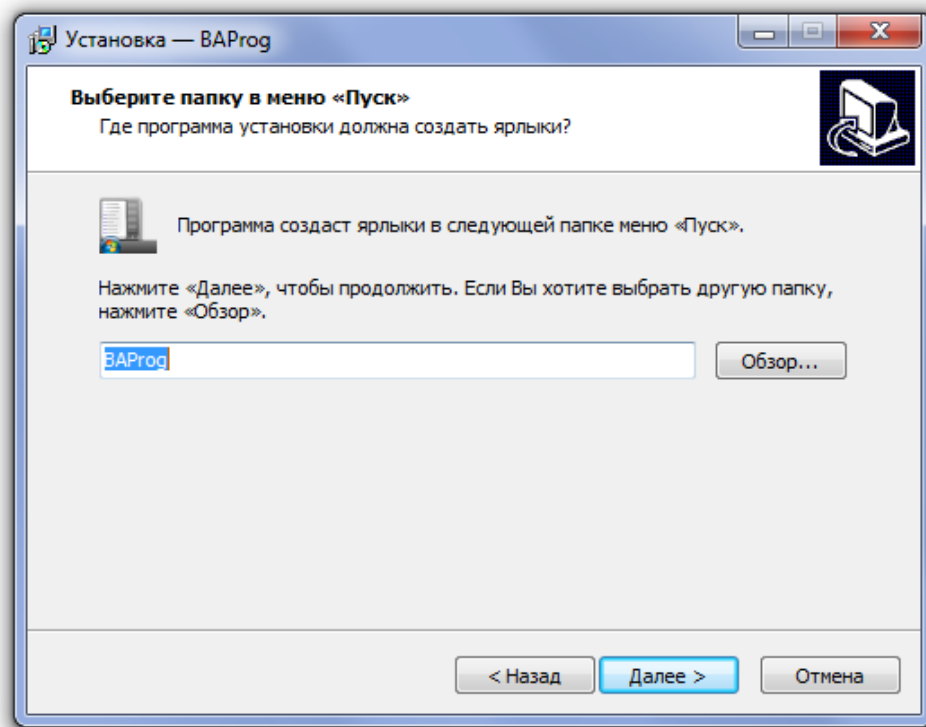 Установка — BAProg
Выберите папку в меню «Пуск»
Где программа установки должна создать ярлыки?
Программа создаст ярлыки в следующей папке меню «Пуск».
Нажмите «Далее», чтобы продолжить. Если Вы хотите выбрать другую папку,
нажмите «Обзор».
BAProg
Обзор...
< Назад
Далее >
Отмена